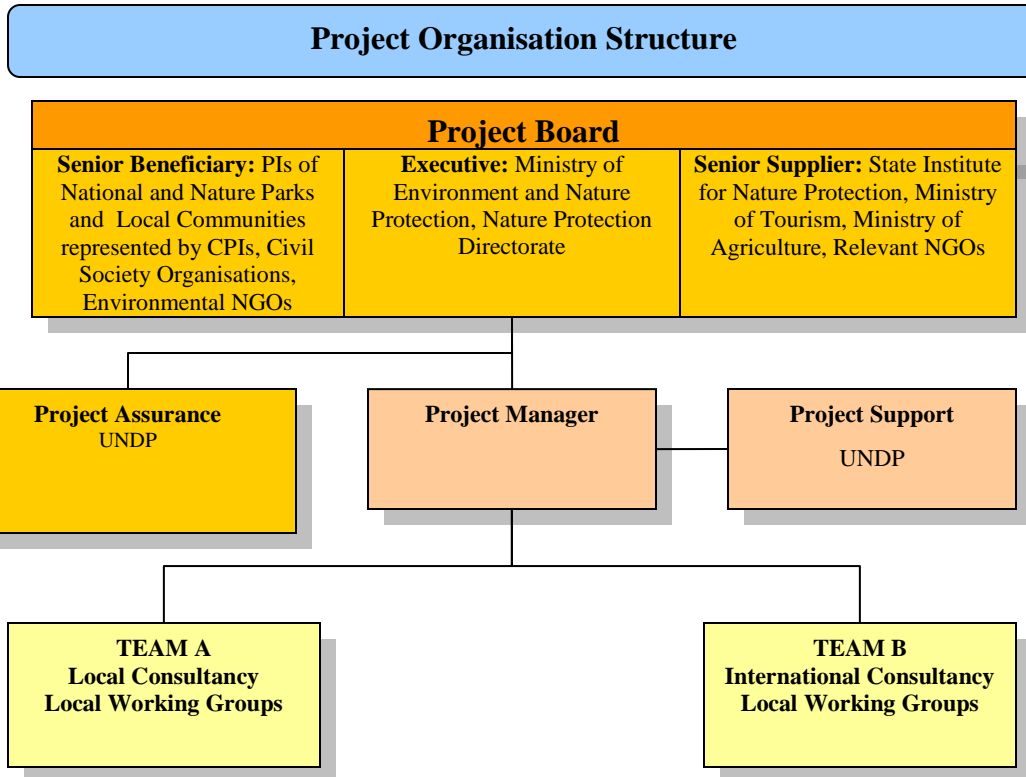 Project Organisation Structure
Project Board
Senior Beneficiary: PIs of
National and Nature Parks
and Local Communities
represented by CPIs, Civil
Society Organisations,
Environmental NGOs
Executive: Ministry of
Environment and Nature
Protection, Nature Protection
Directorate
Senior Supplier: State Institute
for Nature Protection, Ministry
of Tourism, Ministry of
Agriculture, Relevant NGOs
Project Assurance
UNDP
Project Manager
Project Support
UNDP
TEAM A
Local Consultancy
Local Working Groups
TEAM B
International Consultancy
Local Working Groups